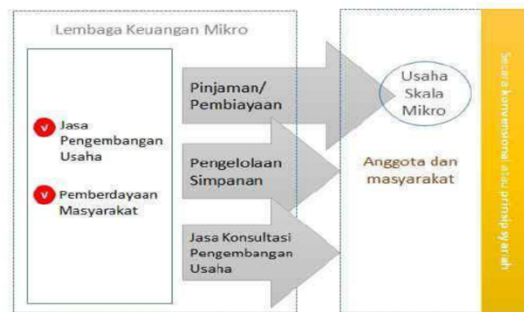 Lembaga Keuangan Mikro
Jasa
Pengembangan
Usaha
Pemberdayaan
Masyarakat
Pinjaman/
Pembiayaan
Pengelolaan
Simpanan
Jasa Konsultasi
Pengembangan
Usaha
Usaha
Skala
Mikro
Anggota dan
masyarakat
Secara konvensional atau prinsip syariah